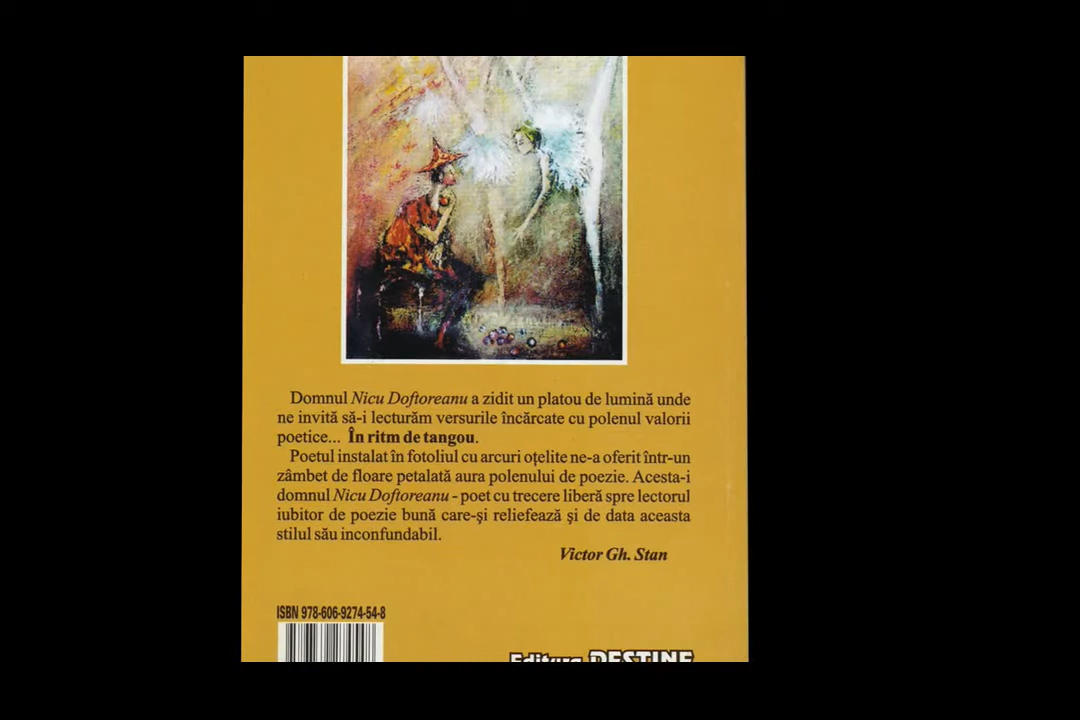 Domnul Nicu Doftoreanu a zidit un platou de lumină unde
ne invită să-i lecturăm versurile încărcate cu polenul valorii
poetice... În ritm de tangou.
Poetul instalat în fotoliul cu arcuri oțelite ne-a oferit într-un
zâmbet de floare petalată aura polenului de poezie. Acesta-i
domnul Nicu Doftoreanu - poet cu trecere liberă spre lectorul
iubitor de poezie bună care-și reliefează şi de data aceasta
stilul său inconfundabil.
Victor Gh. Stan
ISBN 978-606-9274-54-8
Editura DESTINE